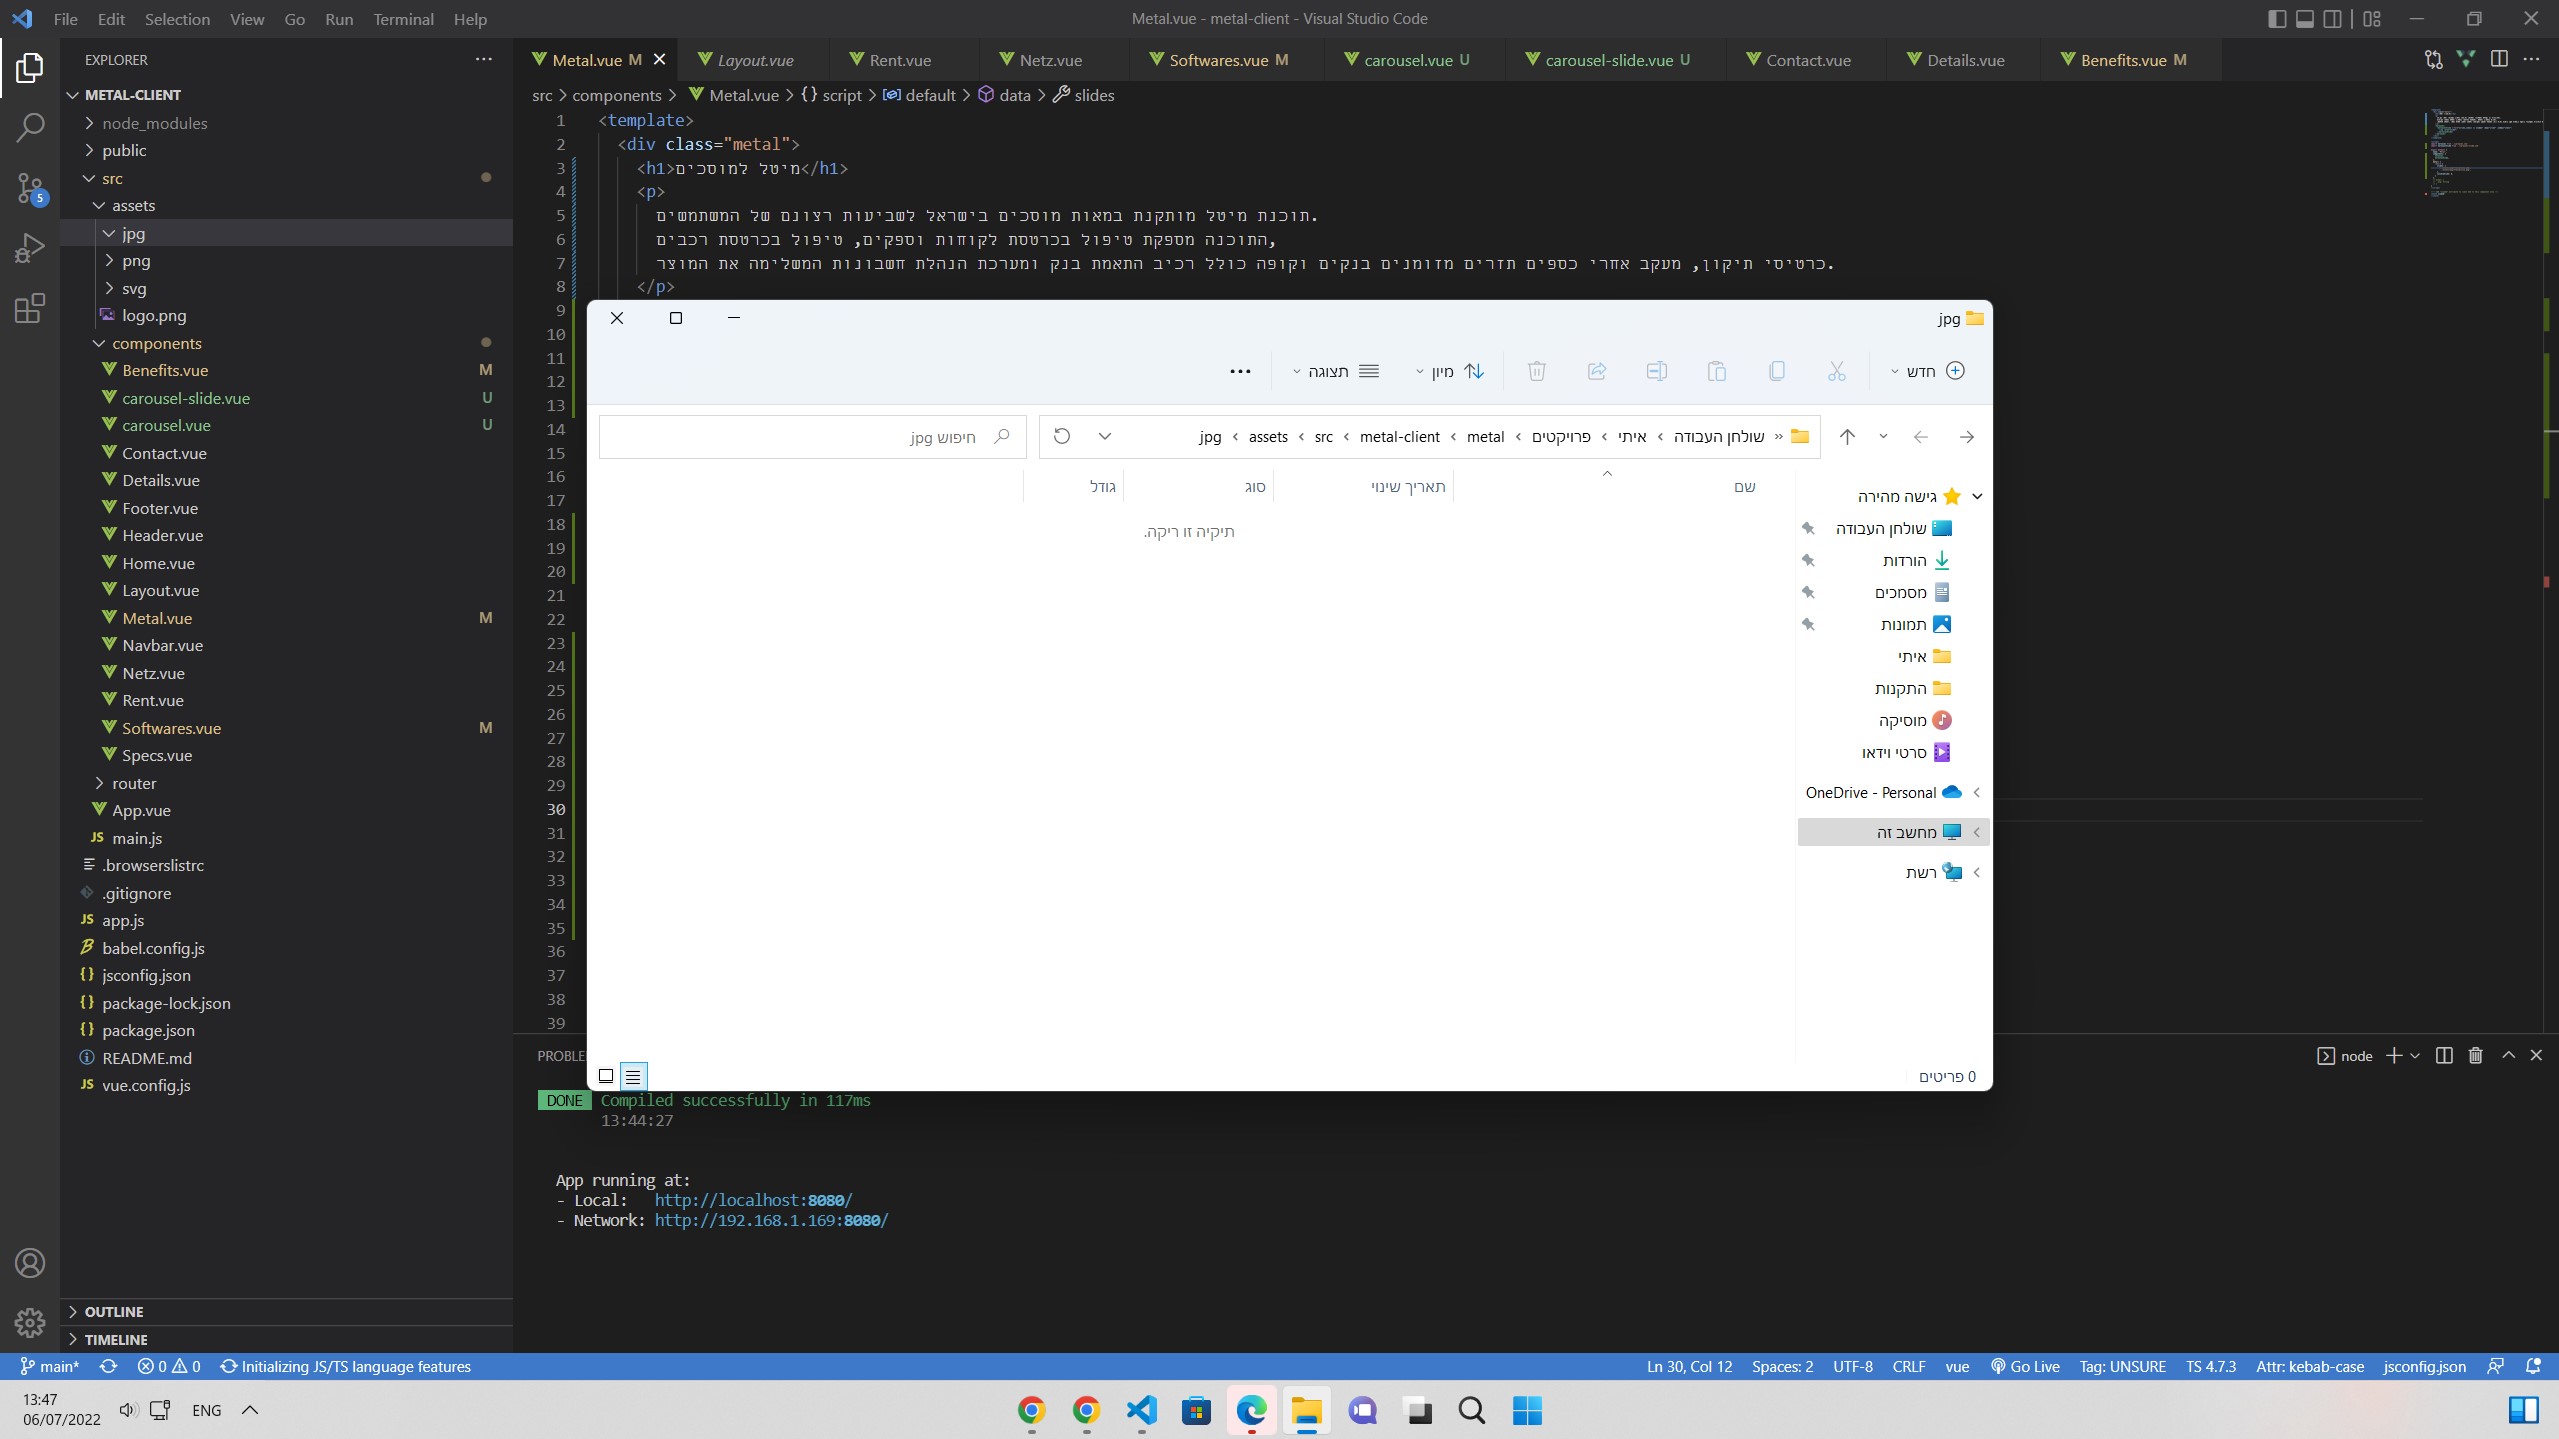 File Edit Selection View Go Run Terminal Help
Metal.vue - metal-client - Visual Studio Code
EXPLORER
METAL-CLIENT
node_modules
public
src
assets
jpg
png
svg
logo.png
components
Benefits.vue M
carousel-slide.vue U
carousel.vue U
Contact.vue
Details.vue
Footer.vue
Header.vue
Home.vue
Layout.vue
Metal.vue M
Navbar.vue
Netz.vue
Rent.vue
Softwares.vue M
Specs.vue
router
App.vue
JS main.js
.browserslistrc
.gitignore
JS app.js
babel.config.js
{} jsconfig.json
{} package-lock.json
{} package.json
README.md
JS vue.config.js
OUTLINE
TIMELINE
5
Metal.vue M Layout.vue Rent.vue Netz.vue Softwares.vue M carousel.vue U carousel-slide.vue U Contact.vue Details.vue Benefits.vue M
src > components > Metal.vue > {} script > default > data > slides
1 <template>
2 <div class="metal">
3 <h1>מיטל למוסכים</h1>
4 <p>
5 תוכנת מיטל מותקנת במאות מוסכים בישראל לשביעות רצונם של המשתמשים.
6 התוכנה מספקת טיפול בכרטסת לקוחות וספקים, טיפול בכרטסת רכבים,
7 כרטיסי תיקון, מעקב אחרי כספים תזרים מזומנים בנקים וקופה כולל רכיב התאמת בנק ומערכת הנהלת חשבונות המשלימה את המוצר.
8 </p>
9
10
11
12
13
14
15
16
17
18
19
20
21
22
23
24
25
26
27
28
29
30
31
32
33
34
35
36
37
38
39
jpg
חדש
מיון
תצוגה
שולחן העבודה › איתי › פרויקטים › metal › metal-client › src › assets › jpg
חיפוש jpg
שם תאריך שינוי סוג גודל
תיקיה זו ריקה.
גישה מהירה
שולחן העבודה
הורדות
מסמכים
תמונות
איתי
התקנות
מוסיקה
סרטי וידאו
OneDrive - Personal
מחשב זה
רשת
0 פריטים
PROBLE
node
DONE Compiled successfully in 117ms
13:44:27
App running at:
- Local: http://localhost:8080/
- Network: http://192.168.1.169:8080/
main* 0 0 Initializing JS/TS language features
Ln 30, Col 12 Spaces: 2 UTF-8 CRLF vue Go Live Tag: UNSURE TS 4.7.3 Attr: kebab-case jsconfig.json
13:47
06/07/2022
ENG